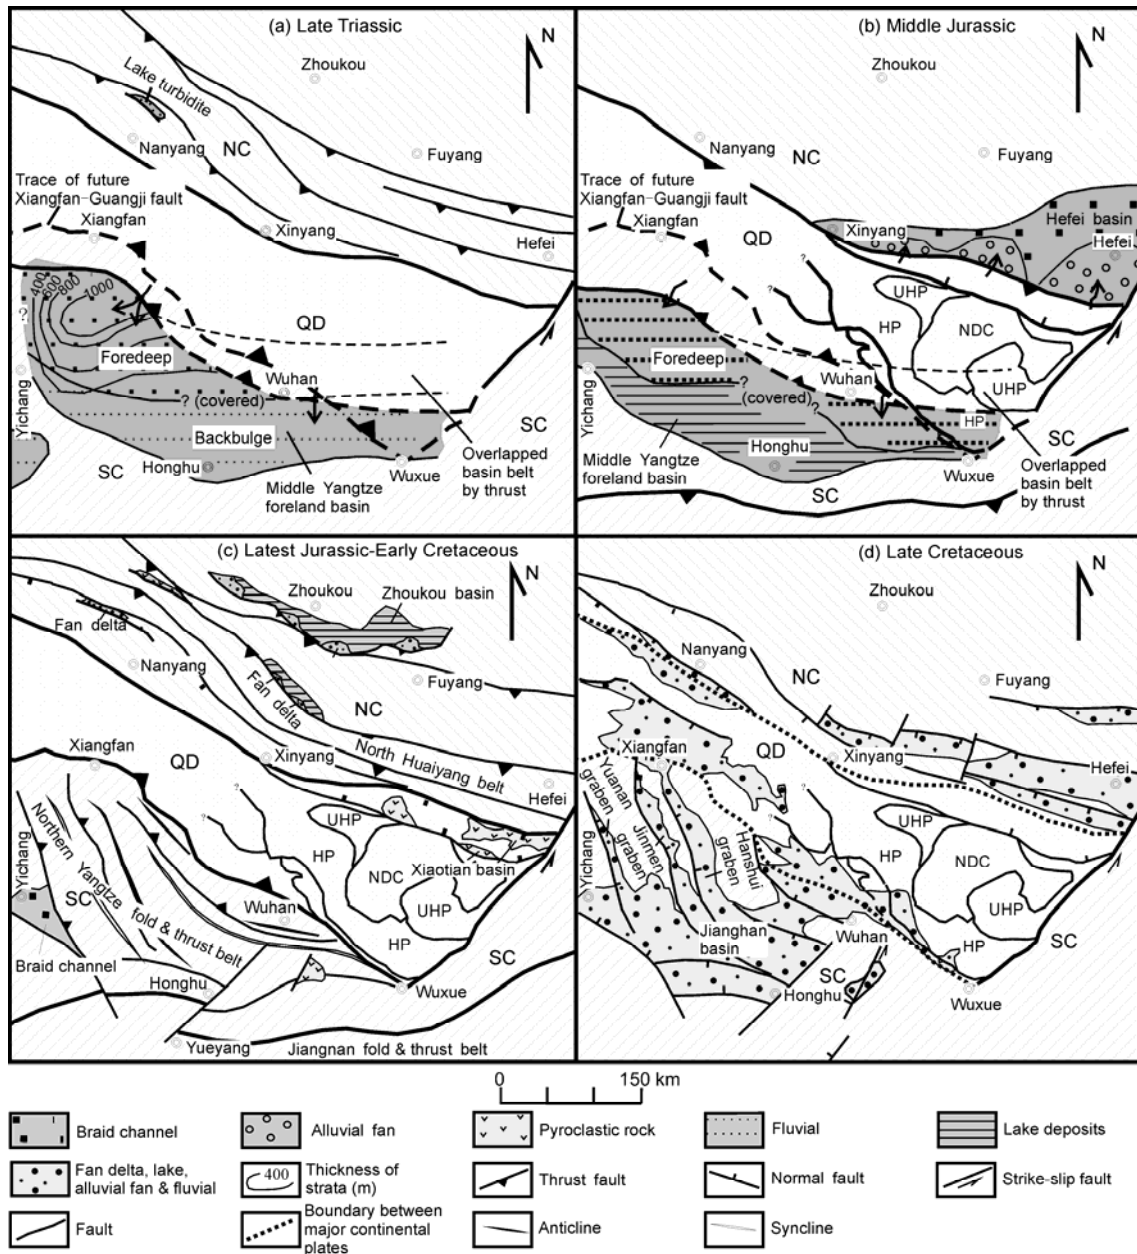 (a) Late Triassic
N
Zhoukou
Lake turbidite
Nanyang
NC
Fuyang
Trace of future
Xiangfan-Guangji fault
Xiangfan
Xinyang
Hefei
400
600
800
1000
?
QD
Foredeep
Wuhan
? (covered)
Yichang
Backbulge
SC
SC
Honghu
Middle Yangtze
foreland basin
Wuxue
Overlapped
basin belt
by thrust
(b) Middle Jurassic
N
Zhoukou
Nanyang
NC
Fuyang
Trace of future
Xiangfan-Guangji fault
Xiangfan
QD
Xinyang
Hefei basin
Hefei
?
UHP
HP
NDC
Foredeep
Wuhan
UHP
?
(covered)
?
HP
Yichang
SC
Honghu
Middle Yangtze
foreland basin
Wuxue
SC
Overlapped
basin belt
by thrust
(c) Latest Jurassic-Early Cretaceous
N
Zhoukou
Zhoukou basin
Fan delta
Nanyang
Fuyang
Fan delta
NC
Xiangfan
QD
Xinyang
North Huaiyang belt
Hefei
?
?
UHP
HP
NDC
Xiaotian basin
Yichang
SC
Northern Yangtze fold & thrust belt
Wuhan
UHP
HP
SC
Braid channel
Honghu
Wuxue
Yueyang
Jiangnan fold & thrust belt
(d) Late Cretaceous
N
Zhoukou
Nanyang
NC
Fuyang
Xiangfan
QD
Xinyang
Hefei
Yuanan
graben
Jinmen
graben
Hanshui
graben
?
?
UHP
HP
NDC
Yichang
UHP
Jianghan
basin
Wuhan
HP
SC
SC
Honghu
Wuxue
0 150 km
Braid channel
Alluvial fan
Pyroclastic rock
Fluvial
Lake deposits
Fan delta, lake,
alluvial fan & fluvial
400
Thickness of
strata (m)
Thrust fault
Normal fault
Strike-slip fault
Fault
Boundary between
major continental
plates
Anticline
Syncline